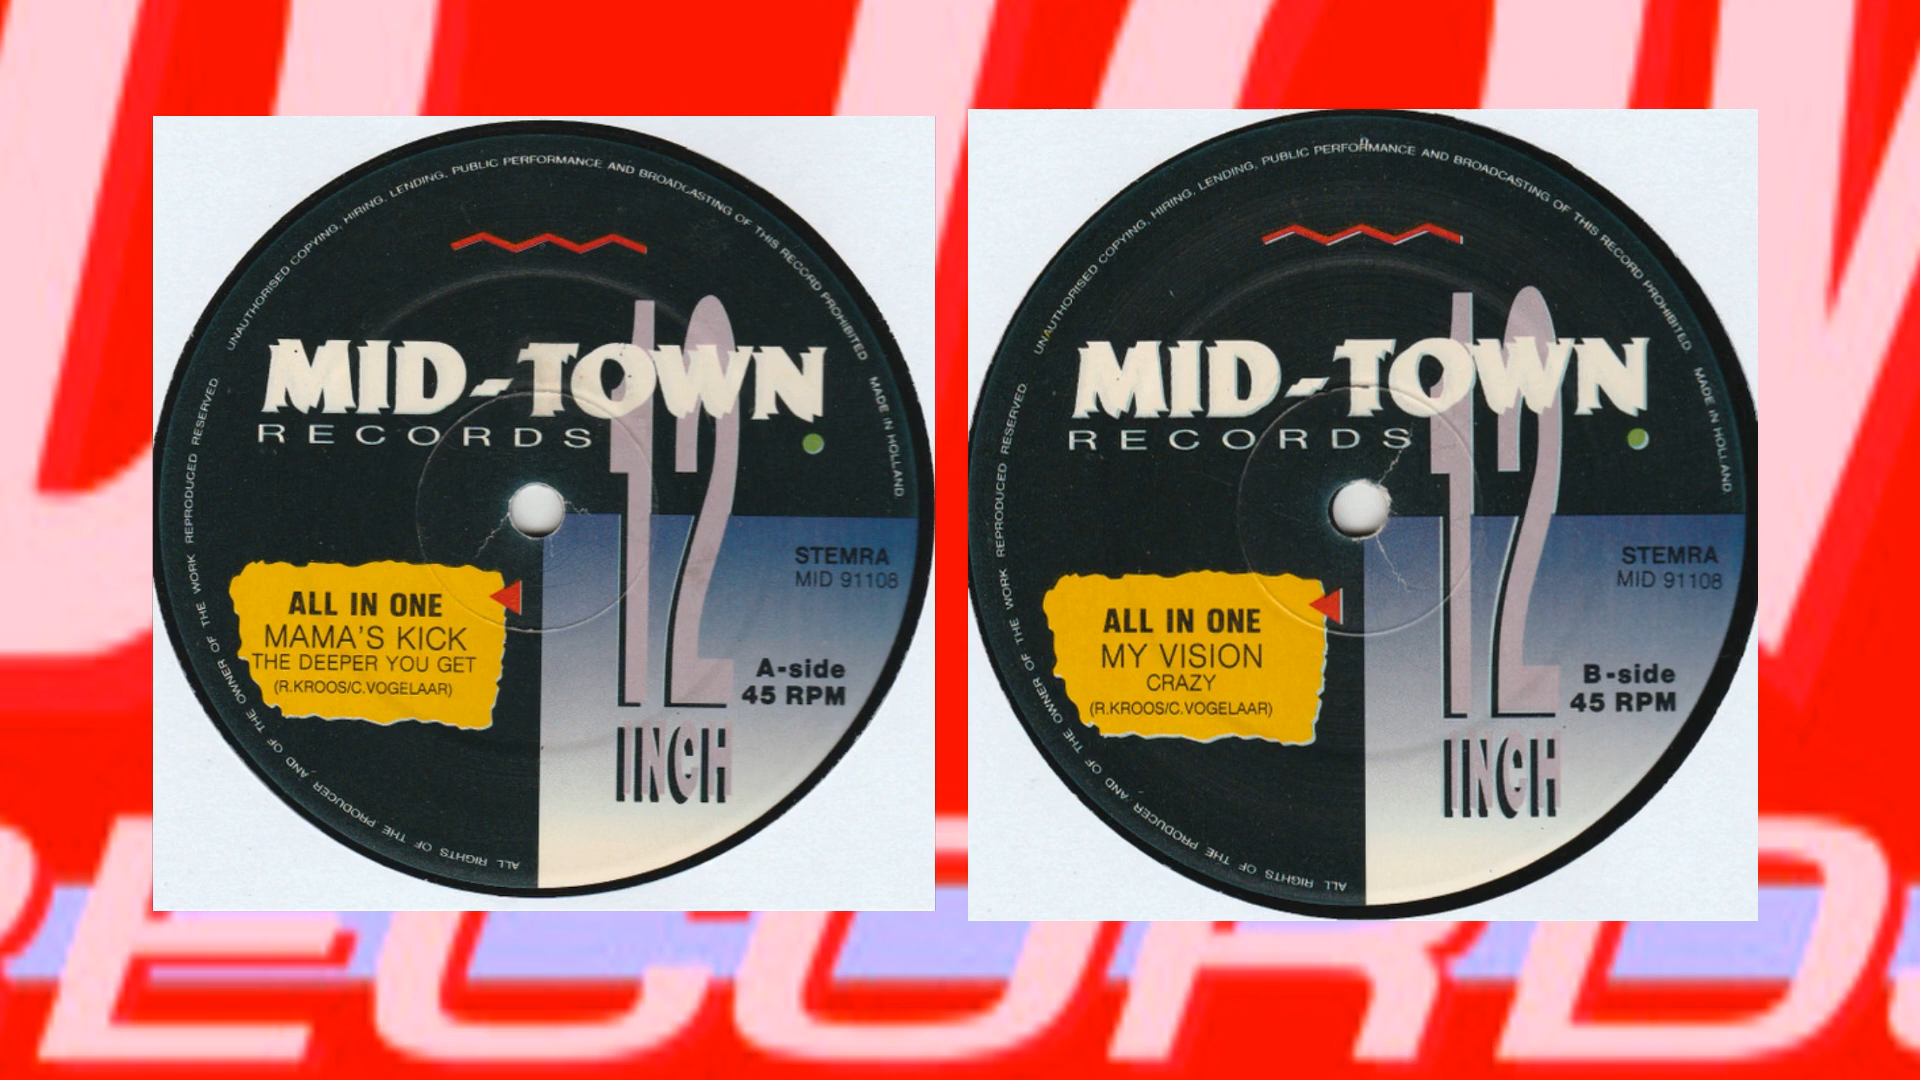 UNAUTHORISED COPYING, HIRING, LENDING, PUBLIC PERFORMANCE AND BROADCASTING OF THIS RECORD PROHIBITED
MADE IN HOLLAND
ALL RIGHTS OF THE PRODUCER AND OF THE OWNER OF THE WORK REPRODUCED RESERVED
MID-TOWN
RECORDS
12
INCH
STEMRA
MID 91108
ALL IN ONE
MAMA'S KICK
THE DEEPER YOU GET
(R.KROOS/C.VOGELAAR)
A-side
45 RPM
UNAUTHORISED COPYING, HIRING, LENDING, PUBLIC PERFORMANCE AND BROADCASTING OF THIS RECORD PROHIBITED
MADE IN HOLLAND
ALL RIGHTS OF THE PRODUCER AND OF THE OWNER OF THE WORK REPRODUCED RESERVED
MID-TOWN
RECORDS
12
INCH
STEMRA
MID 91108
ALL IN ONE
MY VISION
CRAZY
(R.KROOS/C.VOGELAAR)
B-side
45 RPM
RECORDS